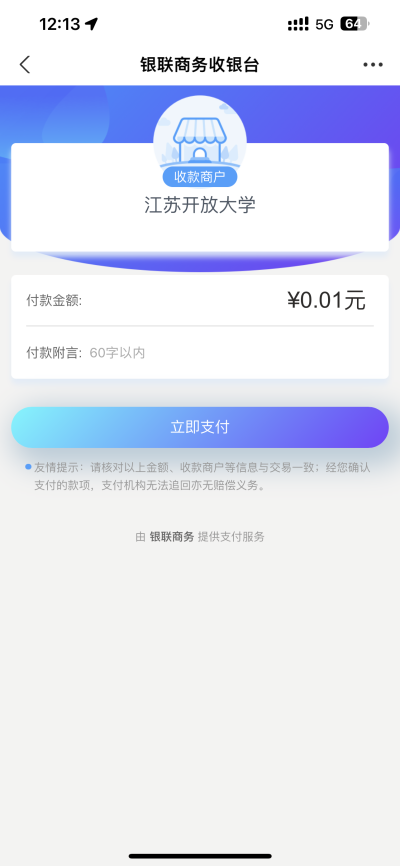 12:13
5G
64
银联商务收银台
收款商户
江苏开放大学
付款金额:
¥0.01元
付款附言: 60字以内
立即支付
友情提示：请核对以上金额、收款商户等信息与交易一致；经您确认
支付的款项，支付机构无法追回亦无赔偿义务。
由 银联商务 提供支付服务